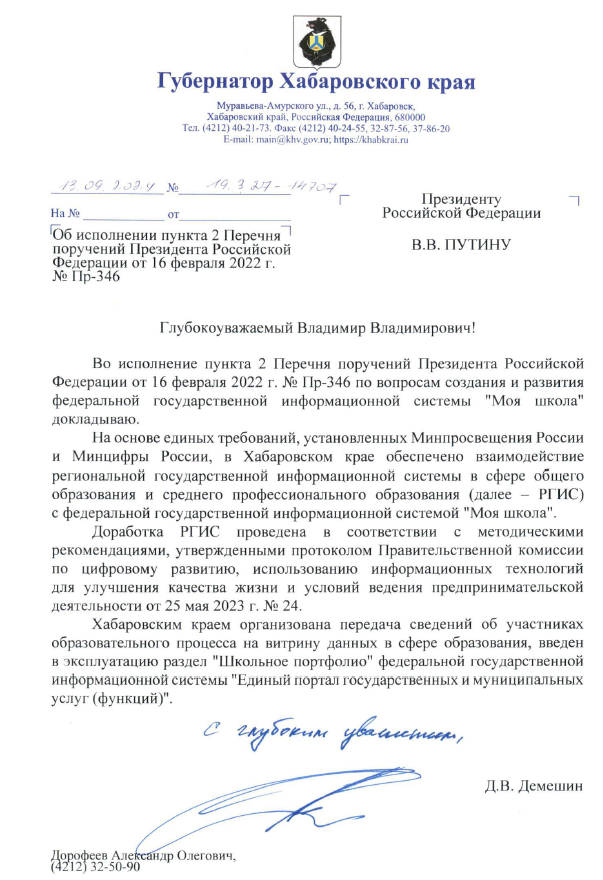 Губернатор Хабаровского края
Муравьева-Амурского ул., д. 56, г. Хабаровск,
Хабаровский край, Российская Федерация, 680000
Тел. (4212) 40-21-73. Факс (4212) 40-24-55, 32-87-56, 37-86-20
E-mail: main@khv.gov.ru; https://khabkrai.ru
13.09.2024 № 19.3.27-14707
На № от
Об исполнении пункта 2 Перечня
поручений Президента Российской
Федерации от 16 февраля 2022 г.
№ Пр-346
Президенту
Российской Федерации
В.В. ПУТИНУ
Глубокоуважаемый Владимир Владимирович!
Во исполнение пункта 2 Перечня поручений Президента Российской
Федерации от 16 февраля 2022 г. № Пр-346 по вопросам создания и развития
федеральной государственной информационной системы "Моя школа"
докладываю.
На основе единых требований, установленных Минпросвещения России
и Минцифры России, в Хабаровском крае обеспечено взаимодействие
региональной государственной информационной системы в сфере общего
образования и среднего профессионального образования (далее – РГИС)
с федеральной государственной информационной системой "Моя школа".
Доработка РГИС проведена в соответствии с методическими
рекомендациями, утвержденными протоколом Правительственной комиссии
по цифровому развитию, использованию информационных технологий
для улучшения качества жизни и условий ведения предпринимательской
деятельности от 25 мая 2023 г. № 24.
Хабаровским краем организована передача сведений об участниках
образовательного процесса на витрину данных в сфере образования, введен
в эксплуатацию раздел "Школьное портфолио" федеральной государственной
информационной системы "Единый портал государственных и муниципальных
услуг (функций)".
С глубоким уважением,
Д.В. Демешин
Дорофеев Александр Олегович,
(4212) 32-50-90